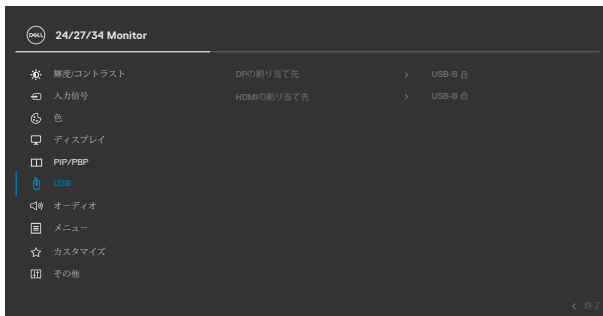 DELL 24/27/34 Monitor
輝度/コントラスト DPの割り当て先 > USB-B
入力信号 HDMIの割り当て先 > USB-B
色
ディスプレイ
PIP/PBP
USB
オーディオ
メニュー
カスタマイズ
その他
< 終了